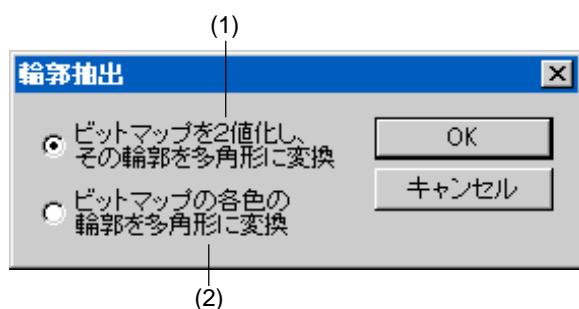 (1)
輪郭抽出
ビットマップを2値化し、
その輪郭を多角形に変換
OK
ビットマップの各色の
輪郭を多角形に変換
キャンセル
(2)